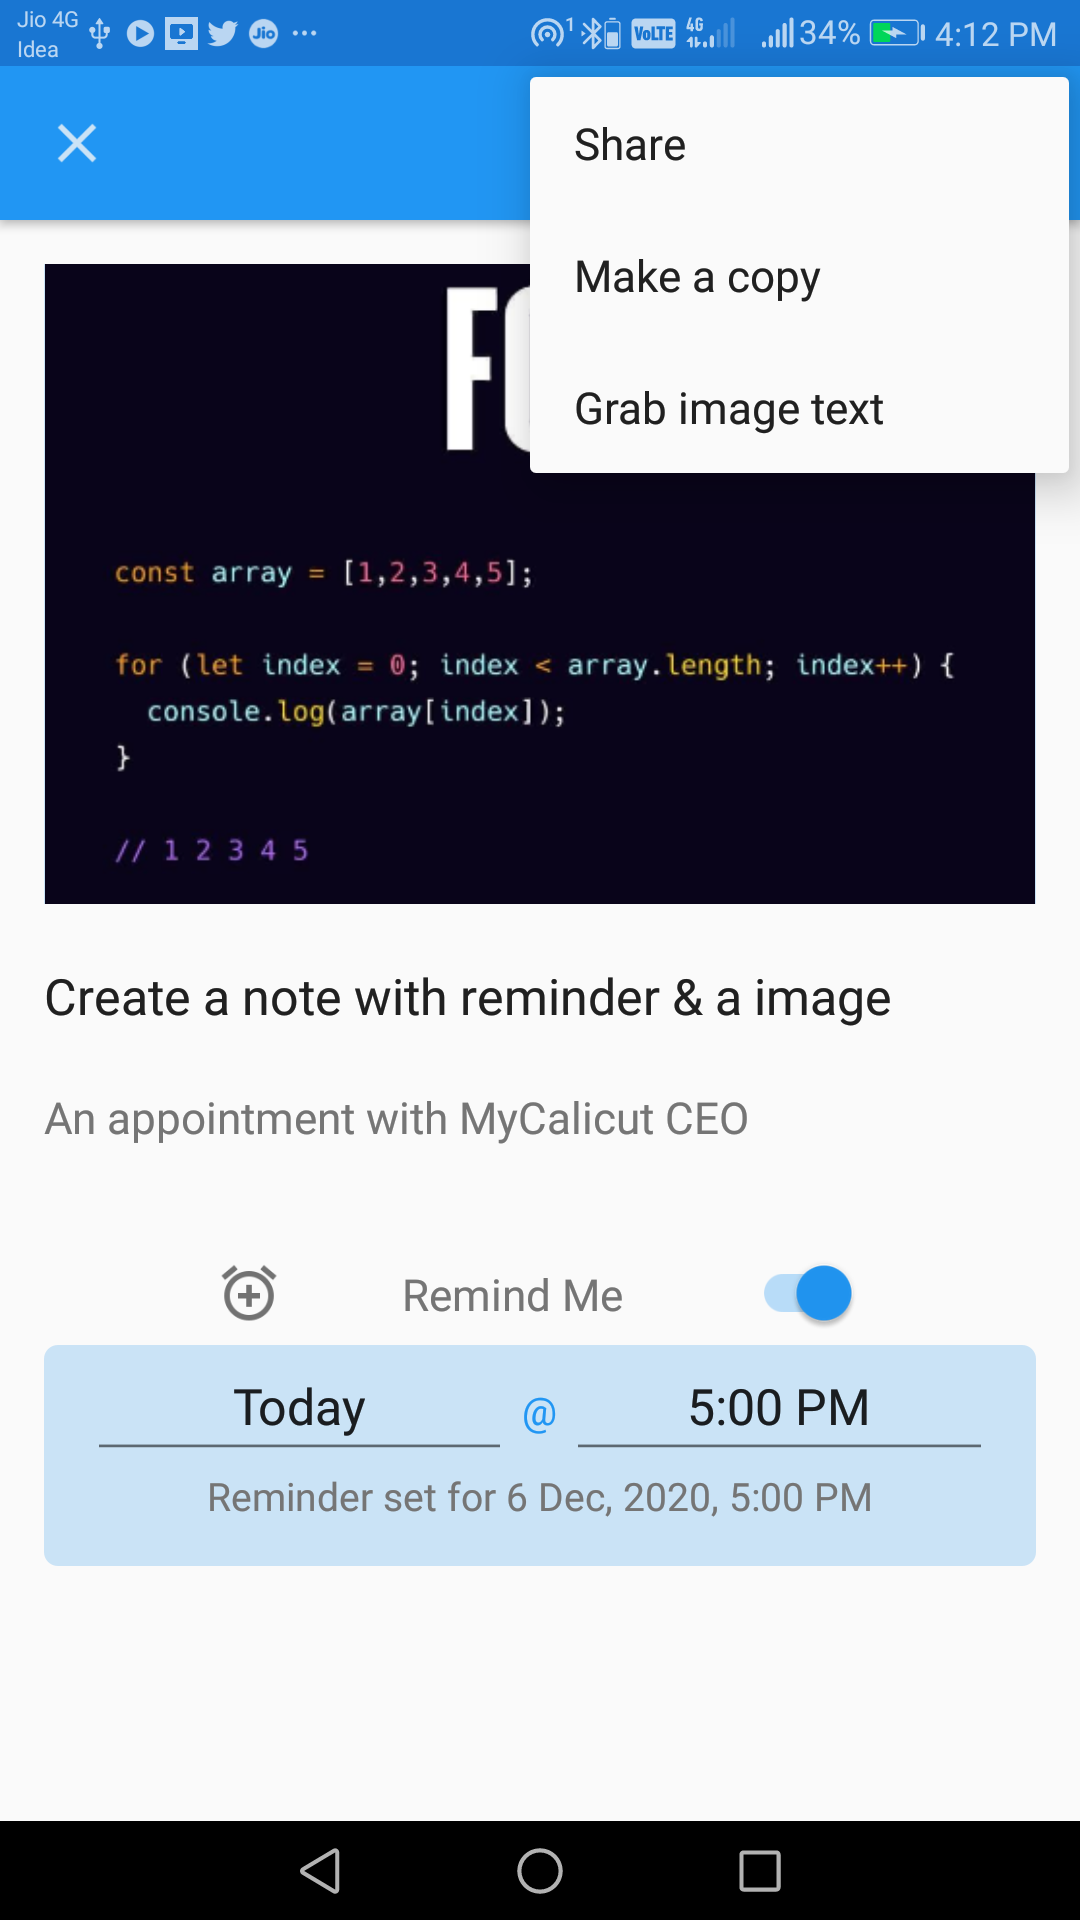 Jio 4G
Idea
Jio
1
VoLTE
4G
34%
4:12 PM
Share
Make a copy
Grab image text
const array = [1,2,3,4,5];
for (let index = 0; index < array.length; index++) {
console.log(array[index]);
}
// 1 2 3 4 5
Create a note with reminder & a image
An appointment with MyCalicut CEO
Remind Me
Today @ 5:00 PM
Reminder set for 6 Dec, 2020, 5:00 PM